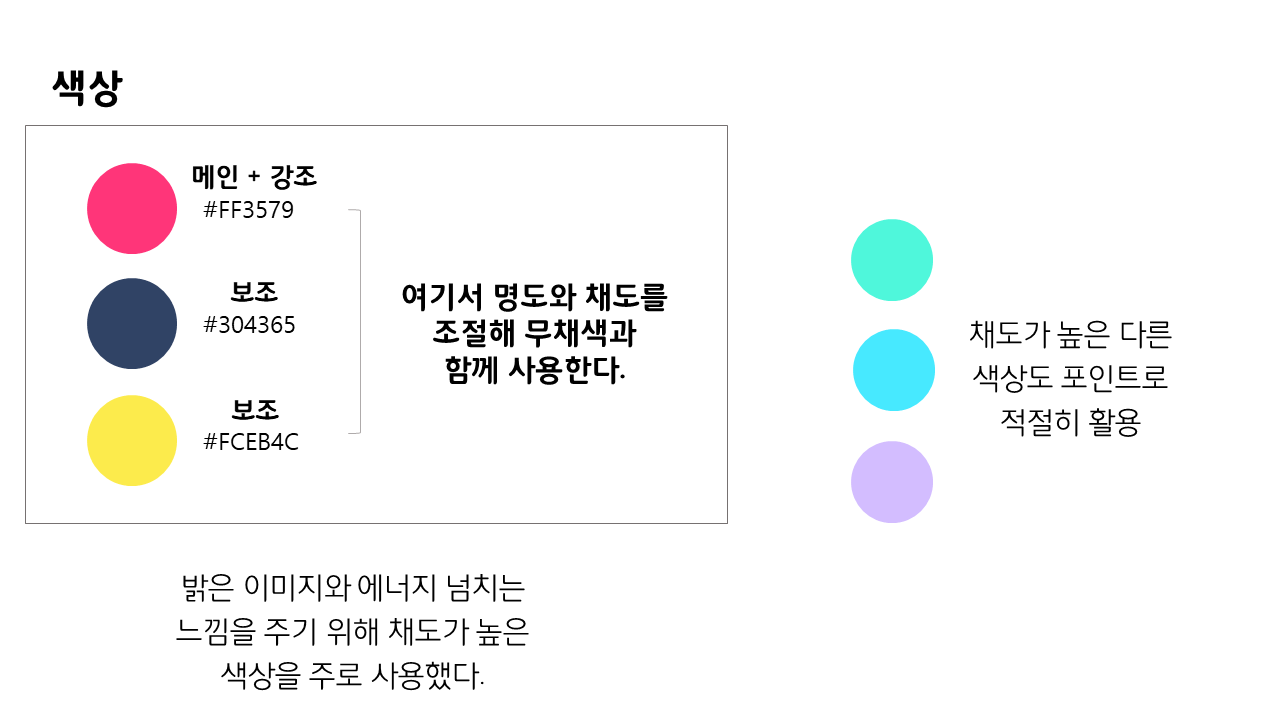 색상
메인 + 강조
#FF3579
보조
#304365
보조
#FCEB4C
여기서 명도와 채도를
조절해 무채색과
함께 사용한다.
채도가 높은 다른
색상도 포인트로
적절히 활용
밝은 이미지와 에너지 넘치는
느낌을 주기 위해 채도가 높은
색상을 주로 사용했다.